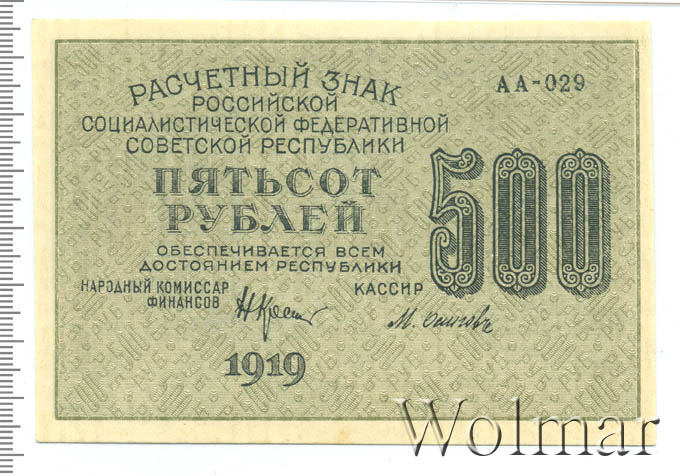 РАСЧЕТНЫЙ ЗНАК
АА-029
РОССИЙСКОЙ
СОЦИАЛИСТИЧЕСКОЙ ФЕДЕРАТИВНОЙ
СОВЕТСКОЙ РЕСПУБЛИКИ
ПЯТЬСОТ
РУБЛЕЙ
500
ОБЕСПЕЧИВАЕТСЯ ВСЕМ
ДОСТОЯНИЕМ РЕСПУБЛИКИ
НАРОДНЫЙ КОМИССАР
ФИНАНСОВ
КАССИР
1919
Wolmar